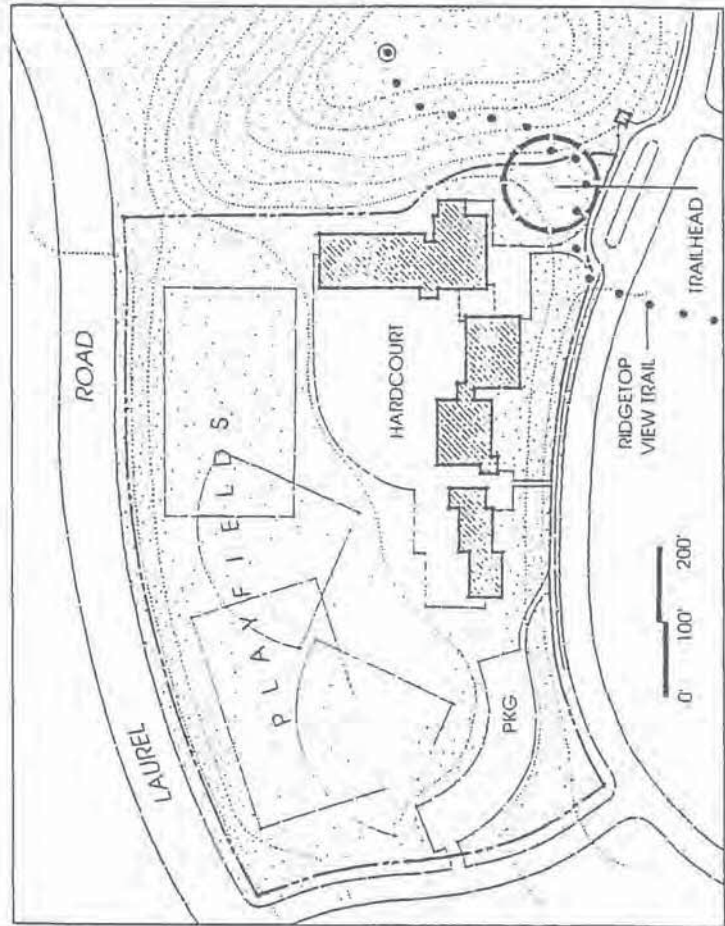 LAUREL
ROAD
PLAYFIELDS
HARDCOURT
PKG.
0' 100' 200'
RIDGETOP
VIEW TRAIL
TRAILHEAD